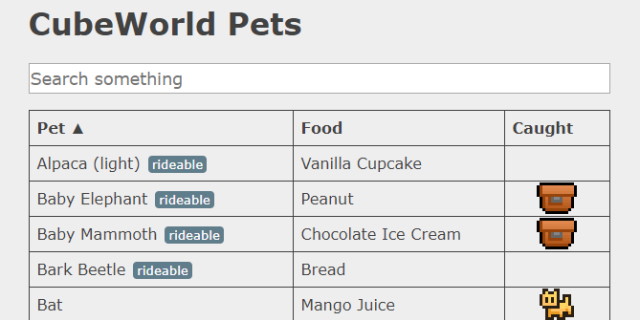 CubeWorld Pets
Search something
Pet ▲ Food Caught
Alpaca (light) rideable Vanilla Cupcake
Baby Elephant rideable Peanut
Baby Mammoth rideable Chocolate Ice Cream
Bark Beetle rideable Bread
Bat Mango Juice